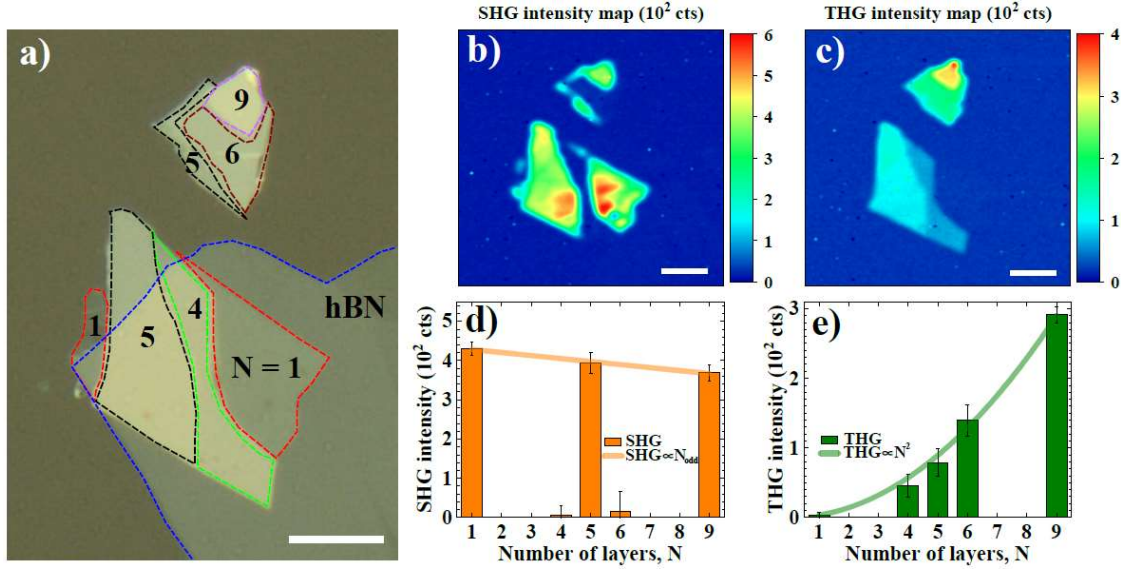 SHG intensity map (10² cts)
THG intensity map (10² cts)
a)
9
6
5
1
5
4
N = 1
hBN
b)
6
5
4
3
2
1
0
c)
4
3
2
1
0
d)
SHG intensity (10² cts)
5
4
3
2
1
0
SHG
SHG∝Nodd
1 2 3 4 5 6 7 8 9
Number of layers, N
e)
THG intensity (10² cts)
3
2
1
0
THG
THG∝N²
1 2 3 4 5 6 7 8 9
Number of layers, N